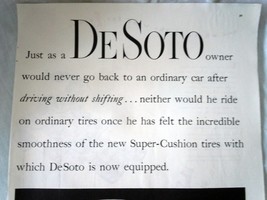 Just as a DESOTO owner
would never go back to an ordinary car after
driving without shifting... neither would he ride
on ordinary tires once he has felt the incredible
smoothness of the new Super-Cushion tires with
which DeSoto is now equipped.